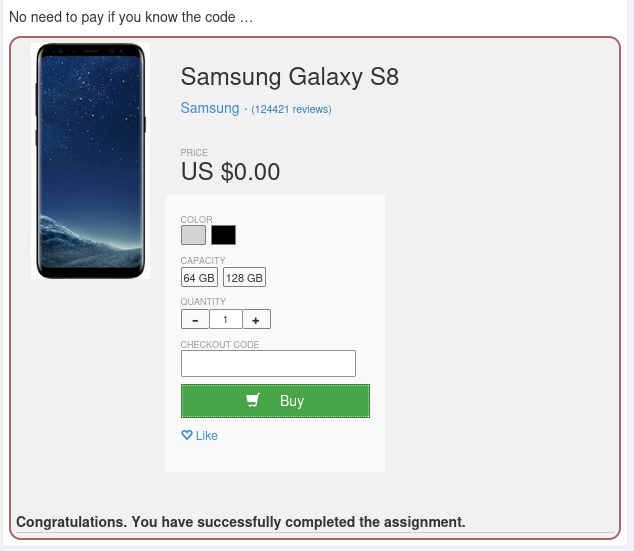 No need to pay if you know the code ...
Samsung Galaxy S8
Samsung · (124421 reviews)
PRICE
US $0.00
COLOR
CAPACITY
64 GB 128 GB
QUANTITY
- 1 +
CHECKOUT CODE
Buy
Like
Congratulations. You have successfully completed the assignment.